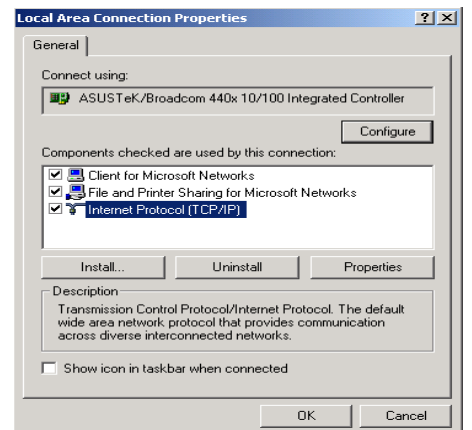 Local Area Connection Properties
General
Connect using:
ASUSTeK/Broadcom 440x 10/100 Integrated Controller
Configure
Components checked are used by this connection:
Client for Microsoft Networks
File and Printer Sharing for Microsoft Networks
Internet Protocol (TCP/IP)
Install...
Uninstall
Properties
Description
Transmission Control Protocol/Internet Protocol. The default
wide area network protocol that provides communication
across diverse interconnected networks.
Show icon in taskbar when connected
OK
Cancel